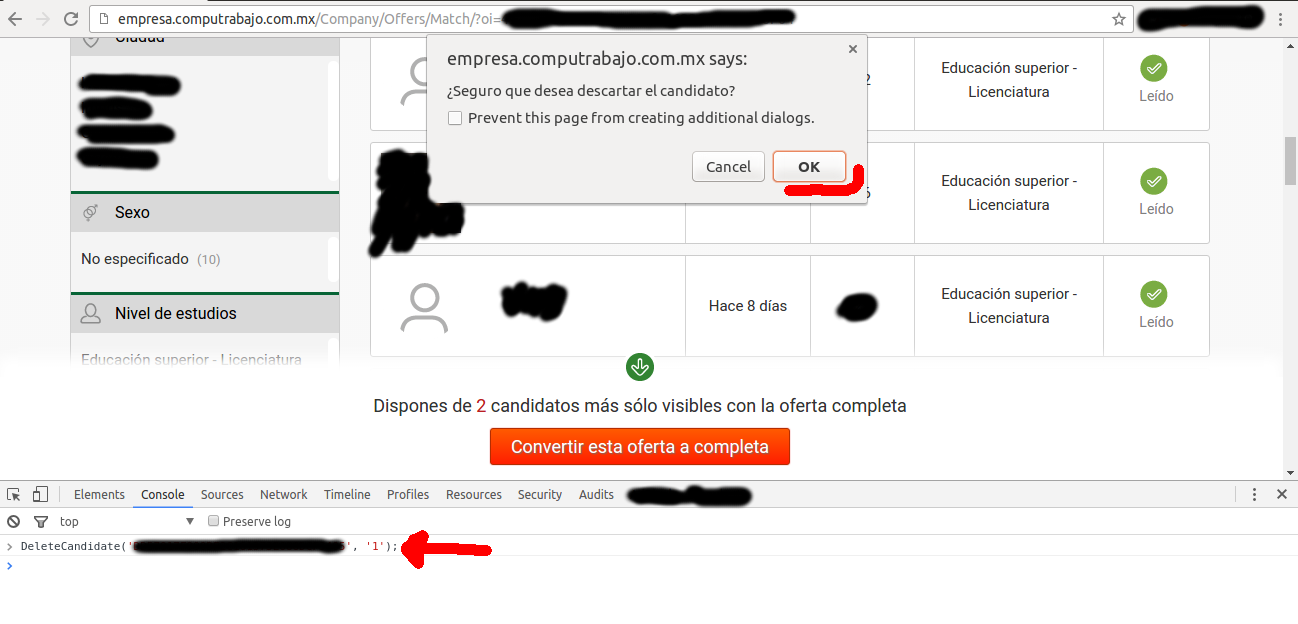 empresa.computrabajo.com.mx/Company/Offers/Match/?oi=
Ciudad
empresa.computrabajo.com.mx says:
¿Seguro que desea descartar el candidato?
Prevent this page from creating additional dialogs.
Cancel
OK
2
Educación superior -
Licenciatura
Leído
6
Educación superior -
Licenciatura
Leído
Sexo
No especificado (10)
Nivel de estudios
Educación superior - Licenciatura
Hace 8 días
Educación superior -
Licenciatura
Leído
Dispones de 2 candidatos más sólo visibles con la oferta completa
Convertir esta oferta a completa
Elements Console Sources Network Timeline Profiles Resources Security Audits
top Preserve log
DeleteCandidate(' ', '1');